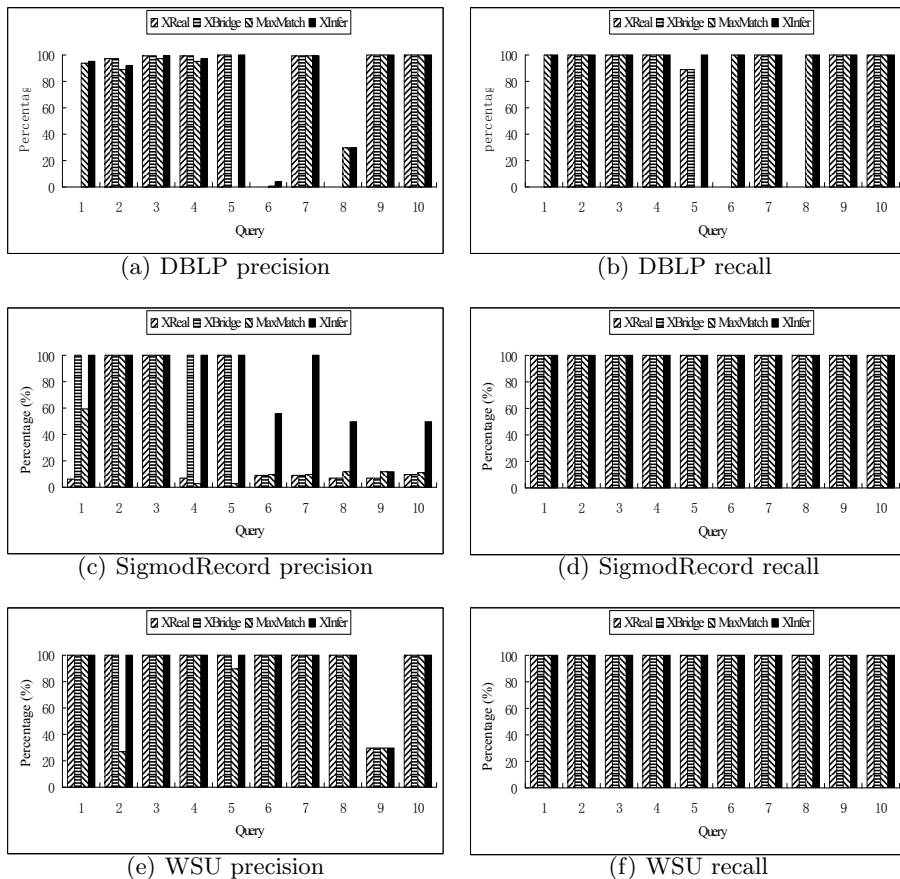 XReal XBridge MaxMatch XInfer
100
80
60
40
20
0
Percentag
1 2 3 4 5 6 7 8 9 10
Query
(a) DBLP precision
XReal XBridge MaxMatch XInfer
100
80
60
40
20
0
percentag
1 2 3 4 5 6 7 8 9 10
Query
(b) DBLP recall
XReal XBridge MaxMatch XInfer
100
80
60
40
20
0
Percentage (%)
1 2 3 4 5 6 7 8 9 10
Query
(c) SigmodRecord precision
XReal XBridge MaxMatch XInfer
100
80
60
40
20
0
Percentage (%)
1 2 3 4 5 6 7 8 9 10
Query
(d) SigmodRecord recall
XReal XBridge MaxMatch XInfer
100
80
60
40
20
0
Percentage (%)
1 2 3 4 5 6 7 8 9 10
Query
(e) WSU precision
XReal XBridge MaxMatch XInfer
100
80
60
40
20
0
Percentage (%)
1 2 3 4 5 6 7 8 9 10
Query
(f) WSU recall